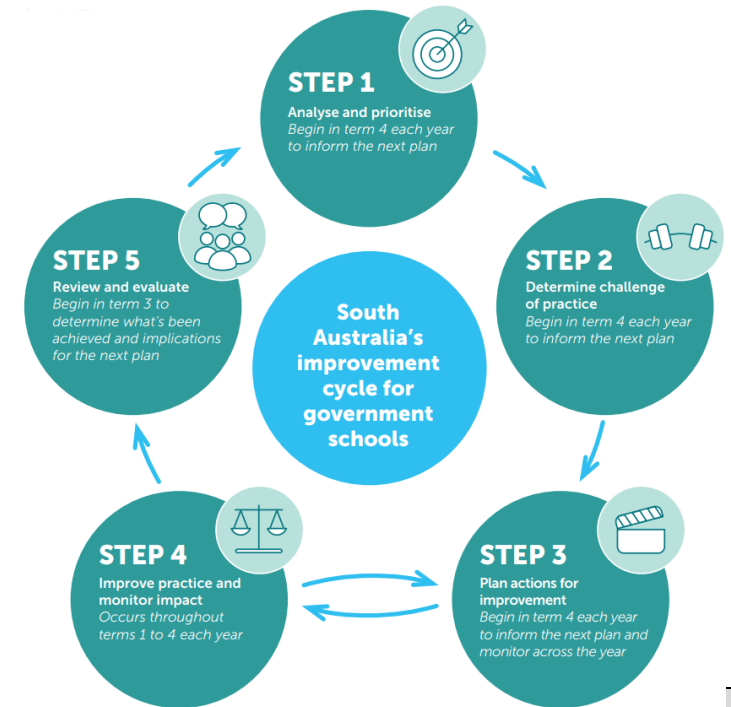 STEP 1
Analyse and prioritise
Begin in term 4 each year
to inform the next plan
STEP 2
Determine challenge
of practice
Begin in term 4 each year
to inform the next plan
STEP 3
Plan actions for
improvement
Begin in term 4 each year
to inform the next plan and
monitor across the year
STEP 4
Improve practice and
monitor impact
Occurs throughout
terms 1 to 4 each year
STEP 5
Review and evaluate
Begin in term 3 to
determine what's been
achieved and implications
for the next plan
South
Australia's
improvement
cycle for
government
schools